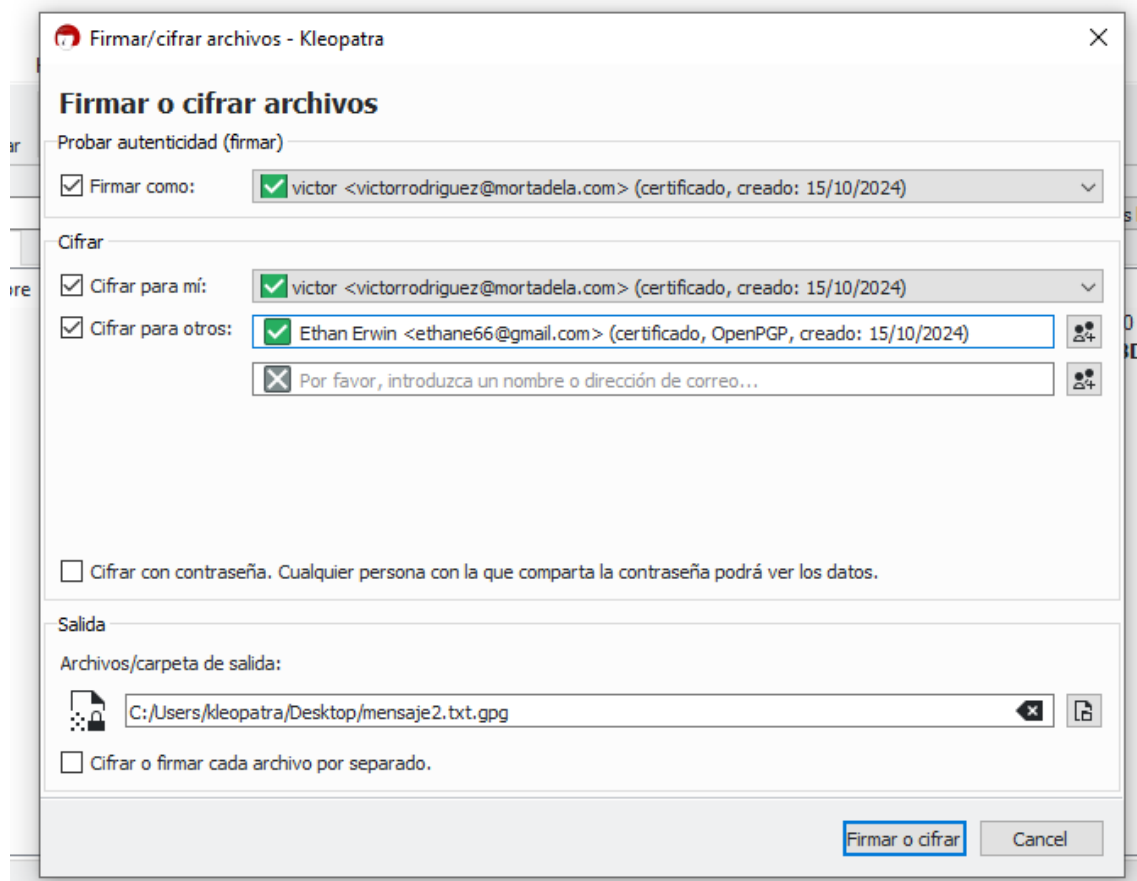 Firmar/cifrar archivos - Kleopatra
Firmar o cifrar archivos
Probar autenticidad (firmar)
Firmar como:
victor <victorrodriguez@mortadela.com> (certificado, creado: 15/10/2024)
Cifrar
Cifrar para mí:
victor <victorrodriguez@mortadela.com> (certificado, creado: 15/10/2024)
Cifrar para otros:
Ethan Erwin <ethane66@gmail.com> (certificado, OpenPGP, creado: 15/10/2024)
Por favor, introduzca un nombre o dirección de correo...
Cifrar con contraseña. Cualquier persona con la que comparta la contraseña podrá ver los datos.
Salida
Archivos/carpeta de salida:
C:/Users/kleopatra/Desktop/mensaje2.txt.gpg
Cifrar o firmar cada archivo por separado.
Firmar o cifrar
Cancel